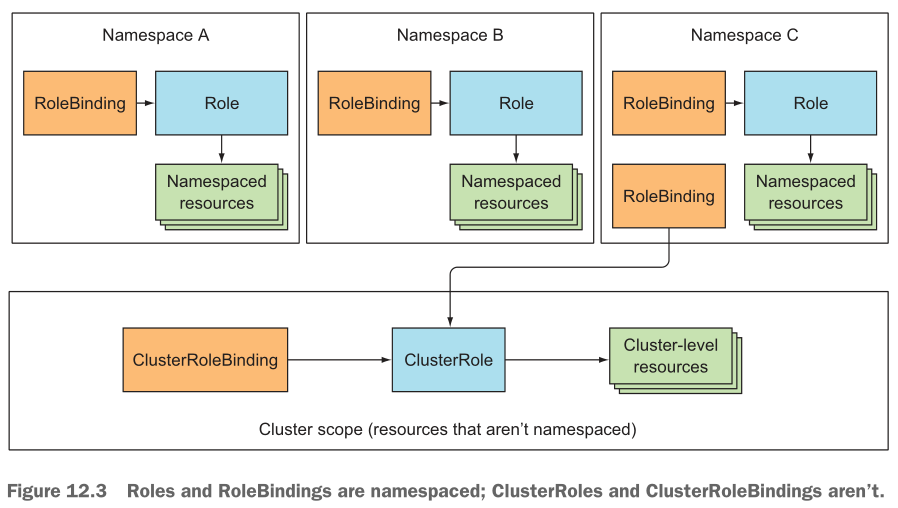 Namespace A
RoleBinding
Role
Namespaced
resources
Namespace B
RoleBinding
Role
Namespaced
resources
Namespace C
RoleBinding
Role
RoleBinding
Namespaced
resources
ClusterRoleBinding
ClusterRole
Cluster-level
resources
Cluster scope (resources that aren’t namespaced)
Figure 12.3 Roles and RoleBindings are namespaced; ClusterRoles and ClusterRoleBindings aren’t.